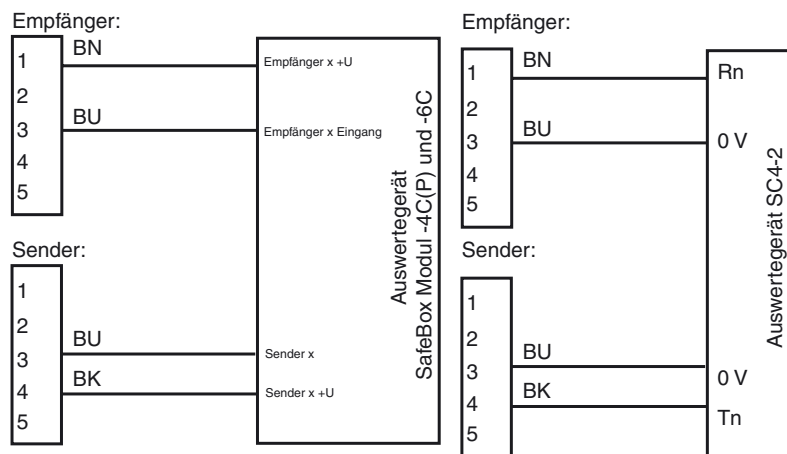 Empfänger:
1
2
3
4
5
BN
BU
Empfänger x +U
Empfänger x Eingang
Sender:
1
2
3
4
5
BU
BK
Sender x
Sender x +U
Auswertegerät
SafeBox Modul -4C(P) und -6C
Empfänger:
1
2
3
4
5
BN
BU
Rn
0 V
Sender:
1
2
3
4
5
BU
BK
0 V
Tn
Auswertegerät SC4-2